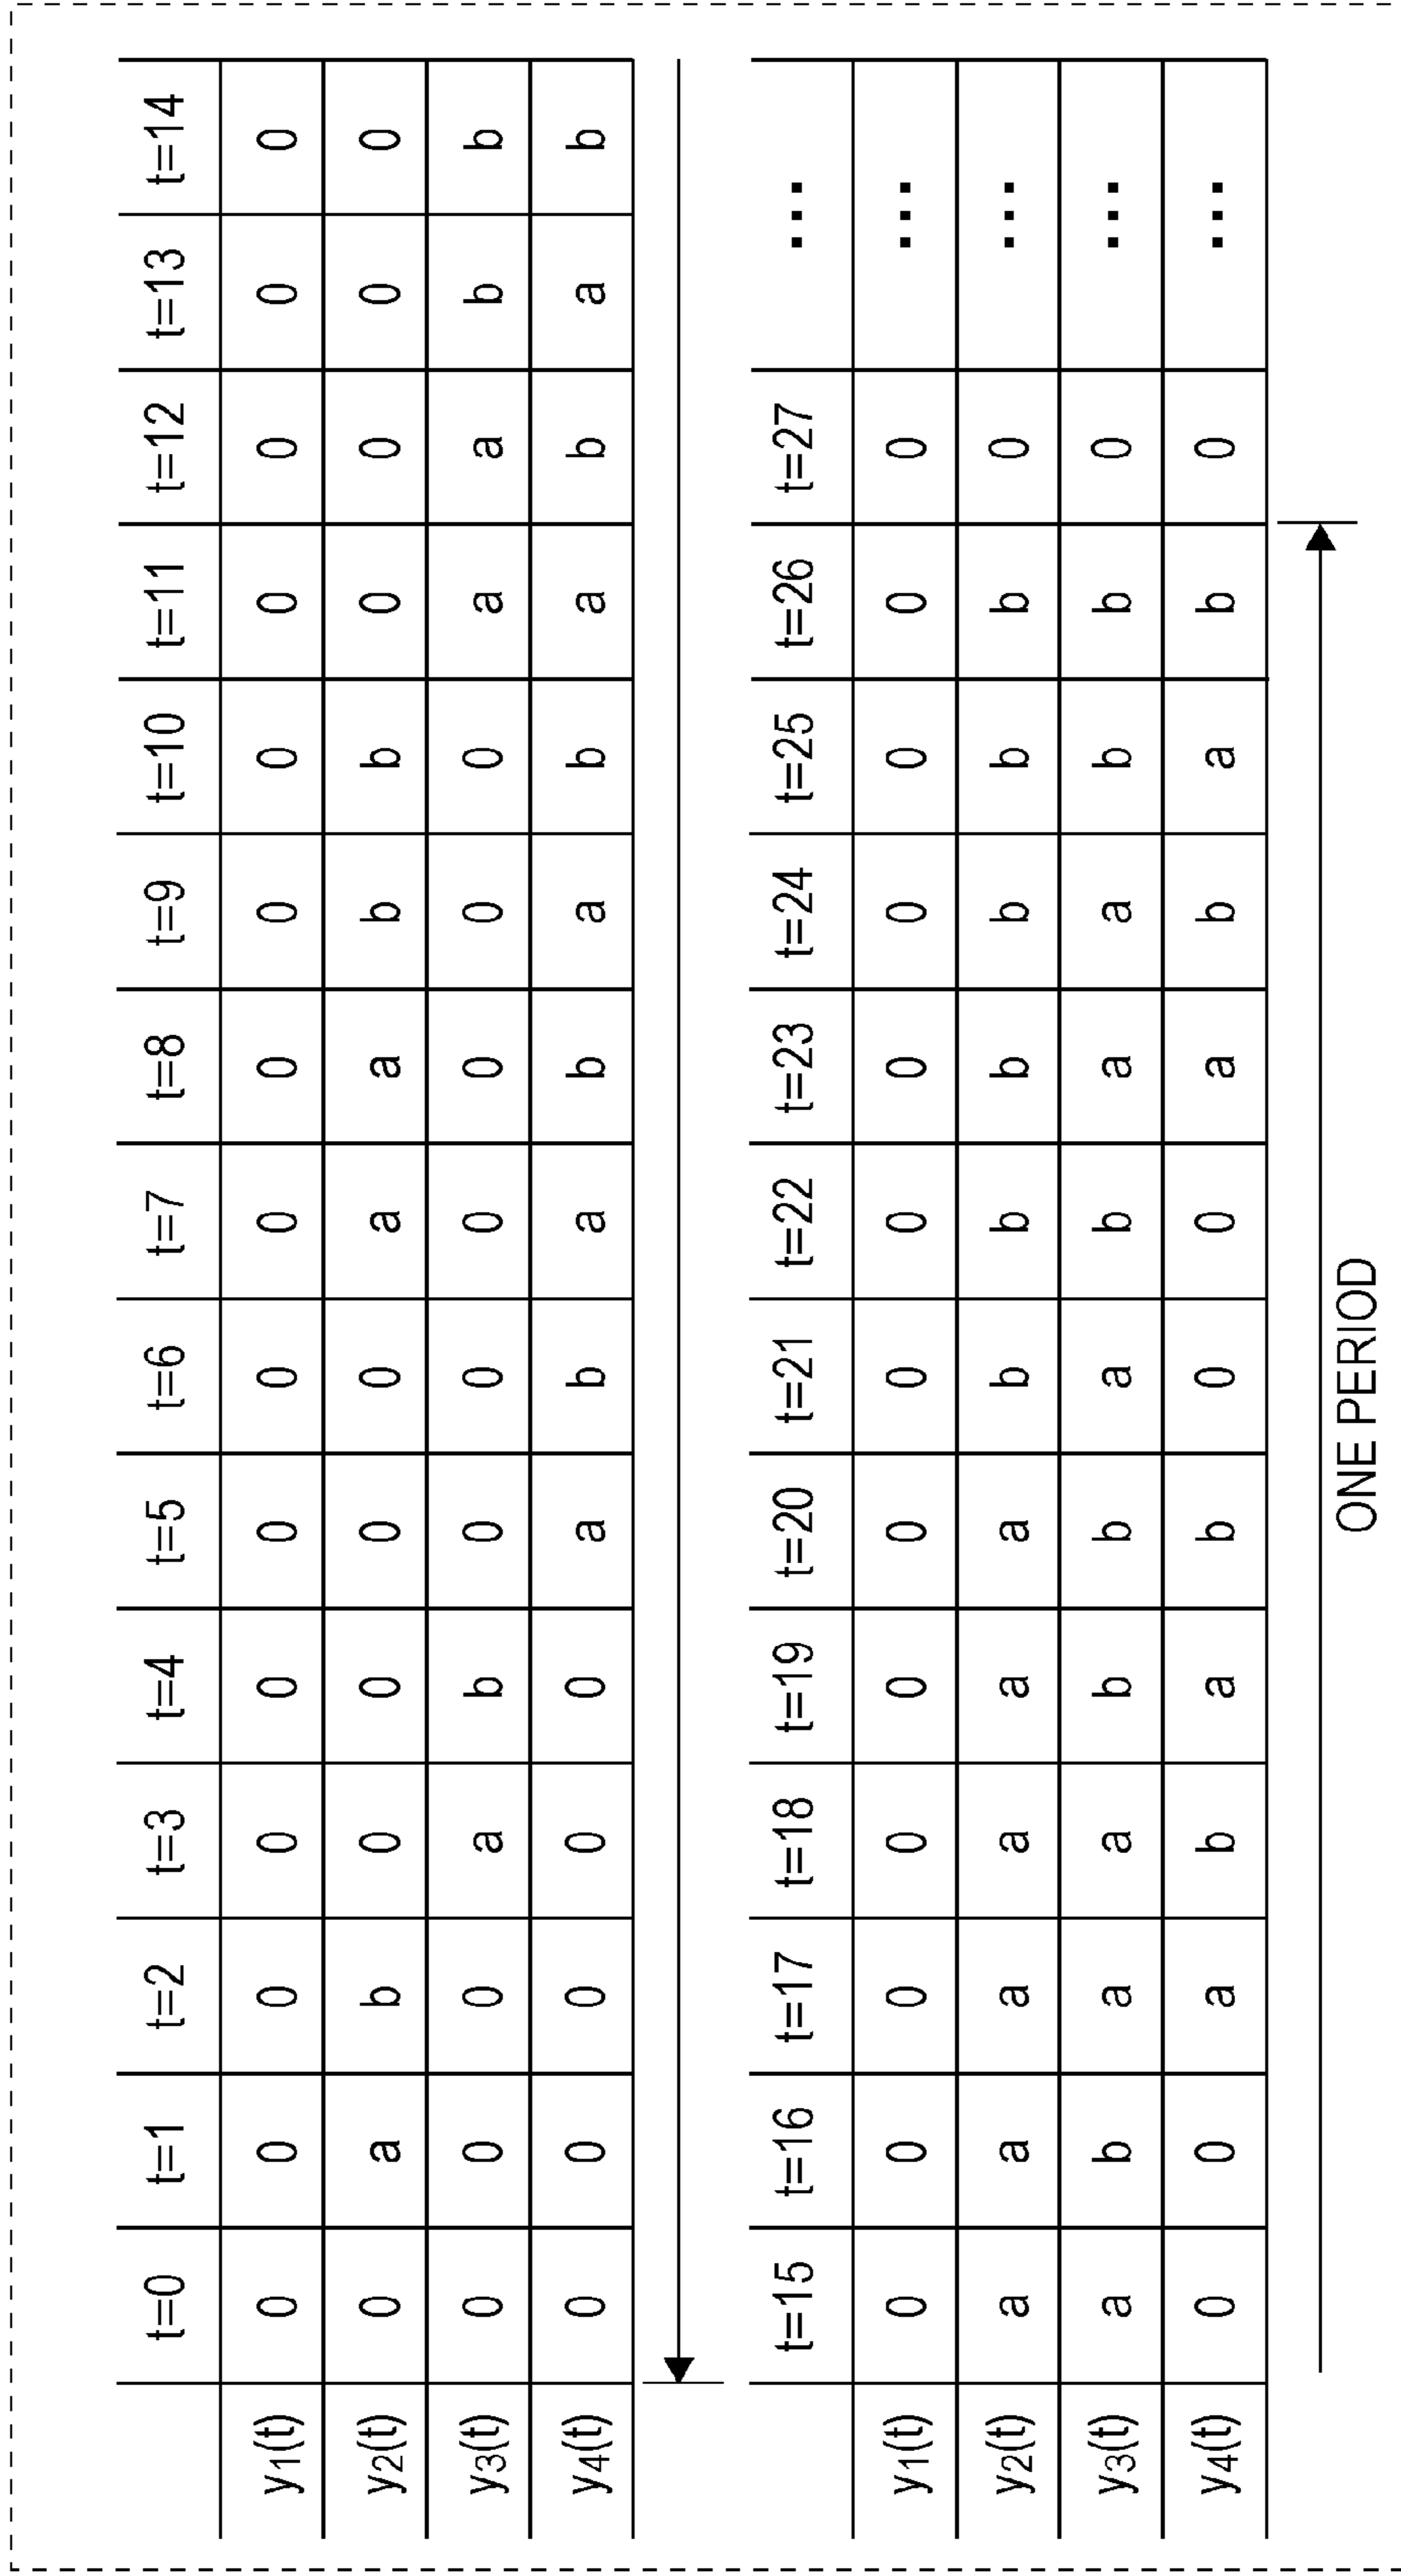 t=0 t=1 t=2 t=3 t=4 t=5 t=6 t=7 t=8 t=9 t=10 t=11 t=12 t=13 t=14
y1(t) 0 0 0 0 0 0 0 0 0 0 0 0 0 0 0
y2(t) 0 a b 0 0 0 0 a a b b 0 0 0 0
y3(t) 0 0 0 a b 0 0 0 0 0 0 a a b b
y4(t) 0 0 0 0 0 a b a b a b a b a b
t=15 t=16 t=17 t=18 t=19 t=20 t=21 t=22 t=23 t=24 t=25 t=26 t=27 ...
y1(t) 0 0 0 0 0 0 0 0 0 0 0 0 0 ...
y2(t) a a a a a a b b b b b b 0 ...
y3(t) a b a a b b a b a a b b 0 ...
y4(t) 0 0 a b a b 0 0 a b a b 0 ...
ONE PERIOD